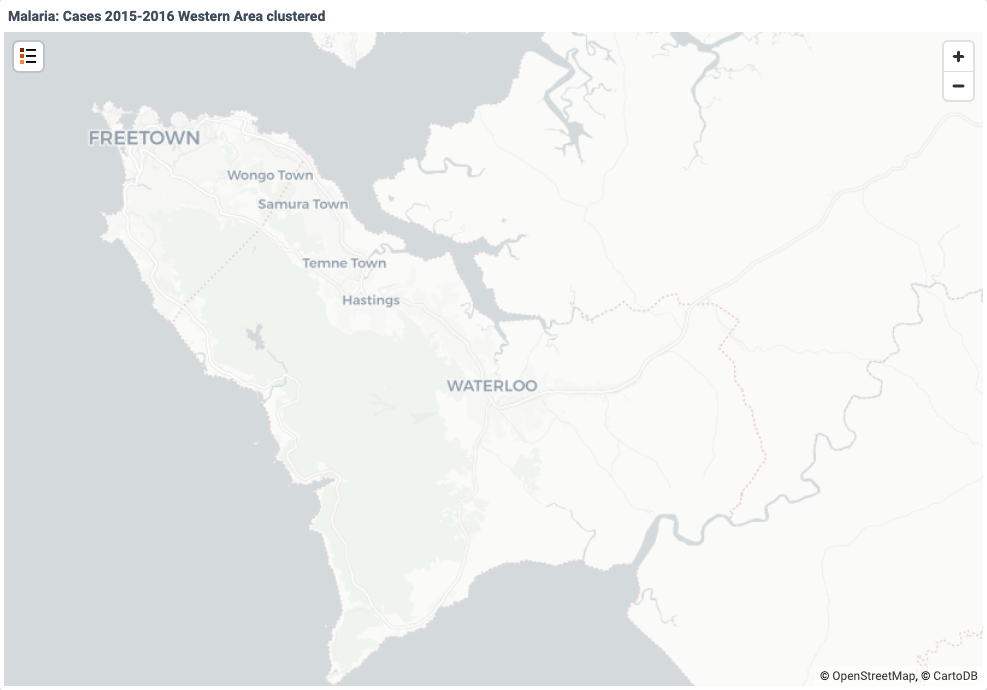 Malaria: Cases 2015-2016 Western Area clustered
FREETOWN
Wongo Town
Samura Town
Temne Town
Hastings
WATERLOO
© OpenStreetMap, © CartoDB